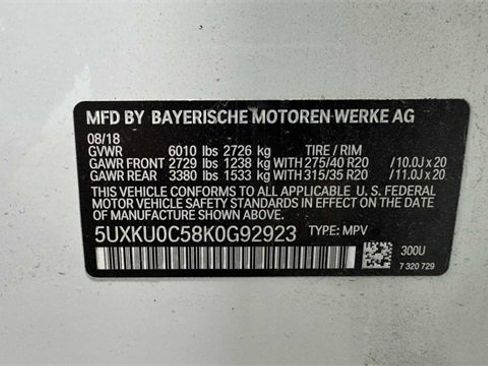 MFD BY BAYERISCHE MOTOREN WERKE AG
08/18
GVWR 6010 lbs 2726 kg TIRE / RIM
GAWR FRONT 2729 lbs 1238 kg WITH 275/40 R20 /10.0J x 20
GAWR REAR 3380 lbs 1533 kg WITH 315/35 R20 /11.0J x 20
THIS VEHICLE CONFORMS TO ALL APPLICABLE U. S. FEDERAL
MOTOR VEHICLE SAFETY STANDARDS IN EFFECT ON THE
DATE OF MANUFACTURE SHOWN ABOVE.
5UXKU0C58K0G92923 TYPE: MPV
300U
7 320 729